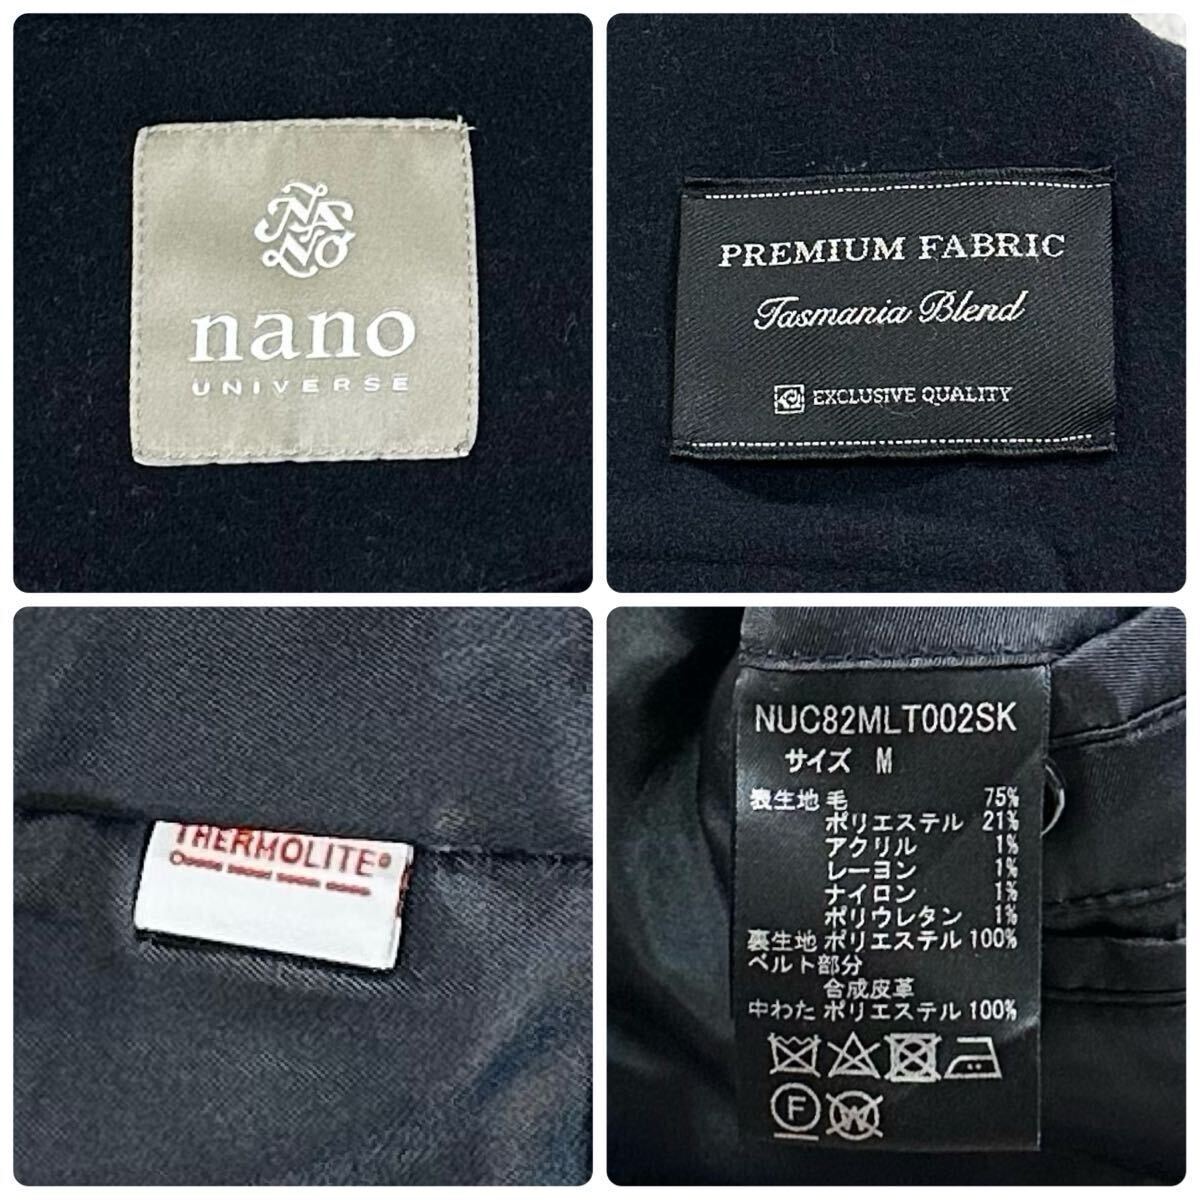 nano
UNIVERSE
PREMIUM FABRIC
Tasmania Blend
EXCLUSIVE QUALITY
THERMOLITE®
NUC82MLT002SK
サイズ M
表生地 毛 75%
ポリエステル 21%
アクリル 1%
レーヨン 1%
ナイロン 1%
ポリウレタン 1%
裏生地 ポリエステル 100%
ベルト部分
合成皮革
中わた ポリエステル 100%
F W